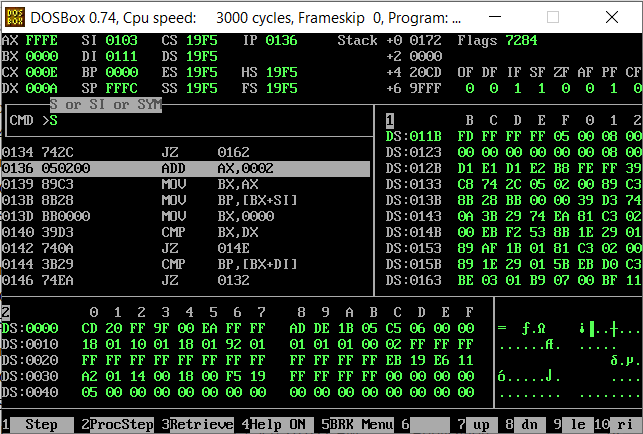 DOSBox 0.74, Cpu speed: 3000 cycles, Frameskip 0, Program: ...
AX FFFE SI 0103 CS 19F5 IP 0136 Stack +0 0172 Flags 7284
BX 0000 DI 0111 DS 19F5 +2 0000
CX 000E BP 0000 ES 19F5 HS 19F5 +4 20CD OF DF IF SF ZF AF PF CF
DX 000A SP FFFC SS 19F5 FS 19F5 +6 9FFF 0 0 1 1 0 0 1 0
S or SI or SYM
CMD >S
1 B C D E F 0 1 2
DS:011B FD FF FF FF 05 00 08 00
0134 742C JZ 0162 DS:0123 00 00 00 00 00 08 00
0136 050200 ADD AX,0002 DS:012B D1 E1 D1 E2 B8 FE FF 39
0139 89C3 MOV BX,AX DS:0133 C8 74 2C 05 02 00 89 C3
013B 8B28 MOV BP,[BX+SI] DS:013B 8B 28 BB 00 00 39 D3 74
013D BB0000 MOV BX,0000 DS:0143 0A 3B 29 74 EA 81 C3 02
0140 39D3 CMP BX,DX DS:014B 00 EB F2 53 8B 1E 29 01
0142 740A JZ 014E DS:0153 89 AF 1B 01 81 C3 02 00
0144 3B29 CMP BP,[BX+DI] DS:015B 89 1E 29 01 5B EB D0 C3
0146 74EA JZ 0132 DS:0163 BE 03 01 B9 07 00 BF 11
2 0 1 2 3 4 5 6 7 8 9 A B C D E F
DS:0000 CD 20 FF 9F 00 EA FF FF AD DE 1B 05 C5 06 00 00
DS:0010 18 01 10 01 18 01 92 01 01 01 01 00 02 FF FF FF
DS:0020 FF FF FF FF FF FF FF FF FF FF FF FF EB 19 E6 11
DS:0030 A2 01 14 00 18 00 F5 19 FF FF FF FF 00 00 00 00
DS:0040 05 00 00 00 00 00 00 00 00 00 00 00 00 00 00 00
1 Step 2ProcStep 3Retrieve 4Help ON 5BRK Menu 6 7 up 8 dn 9 le 10 ri